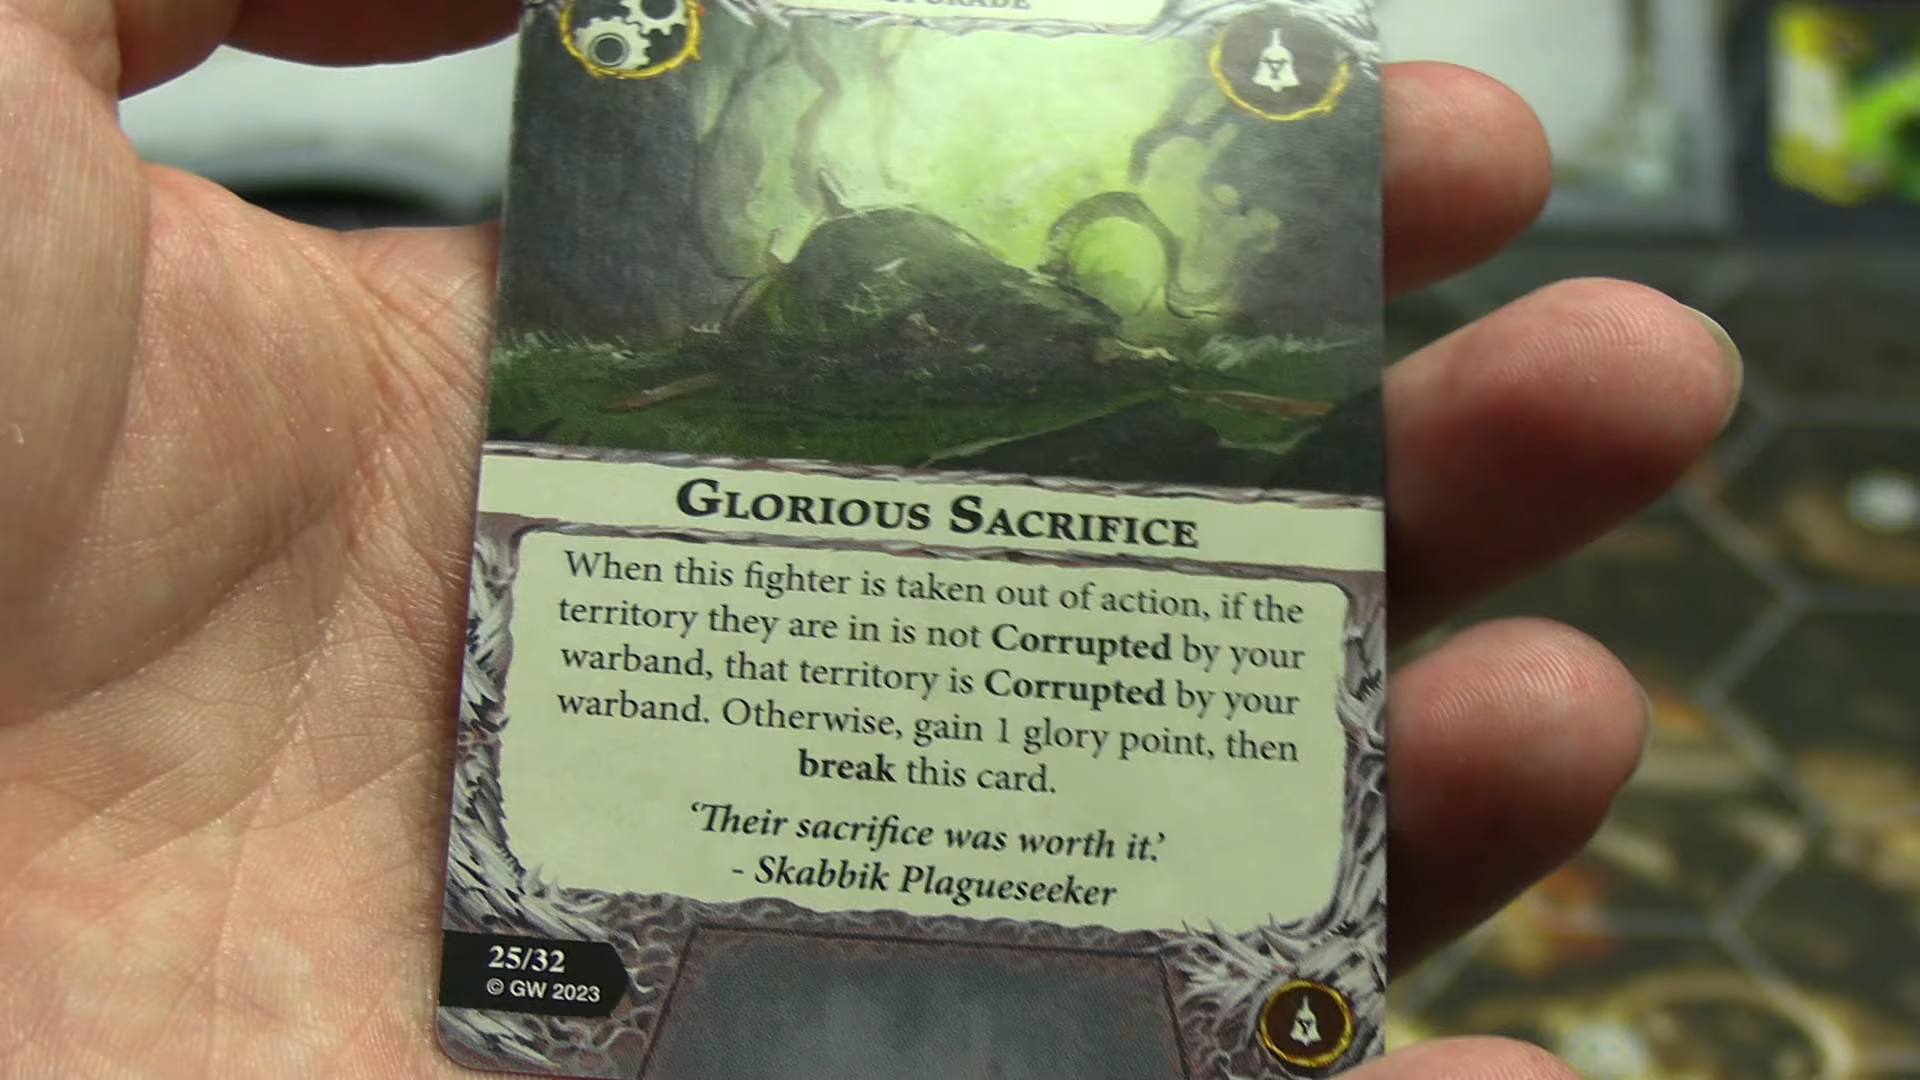 UPGRADE
GLORIOUS SACRIFICE
When this fighter is taken out of action, if the
territory they are in is not Corrupted by your
warband, that territory is Corrupted by your
warband. Otherwise, gain 1 glory point, then
break this card.
‘Their sacrifice was worth it.’
- Skabbik Plagueseeker
25/32
© GW 2023